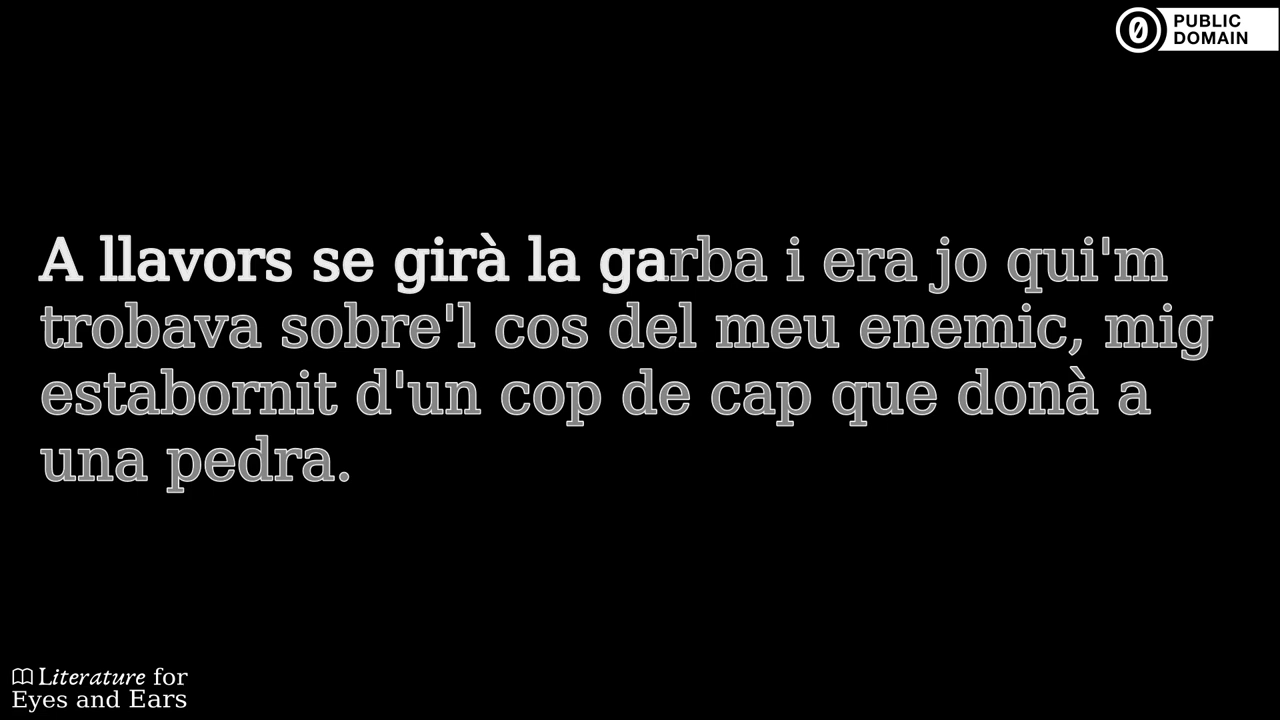 PUBLIC
DOMAIN
A llavors se girà la garba i era jo qui'm
trobava sobre'l cos del meu enemic, mig
estabornit d'un cop de cap que donà a
una pedra.
Literature for
Eyes and Ears